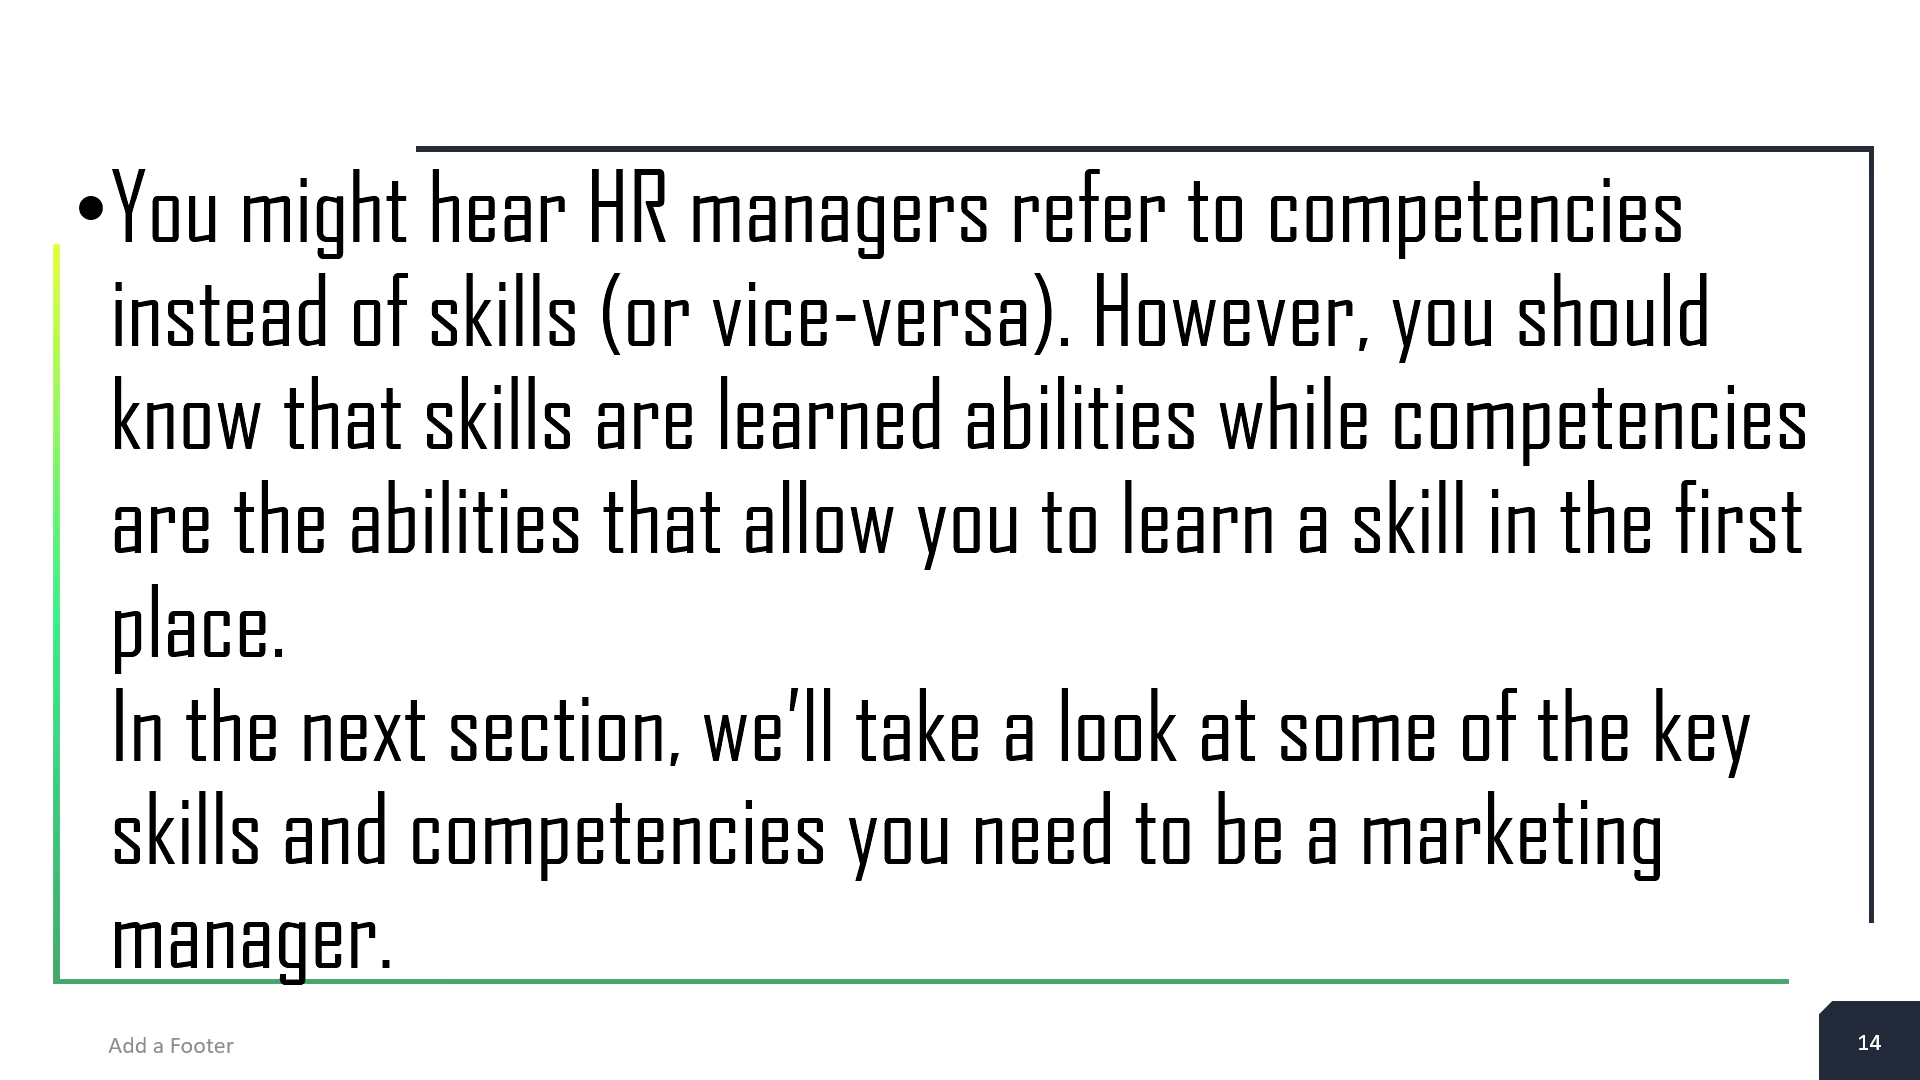 •You might hear HR managers refer to competencies
instead of skills (or vice-versa). However, you should
know that skills are learned abilities while competencies
are the abilities that allow you to learn a skill in the first
place.
In the next section, we'll take a look at some of the key
skills and competencies you need to be a marketing
manager.
Add a Footer
14